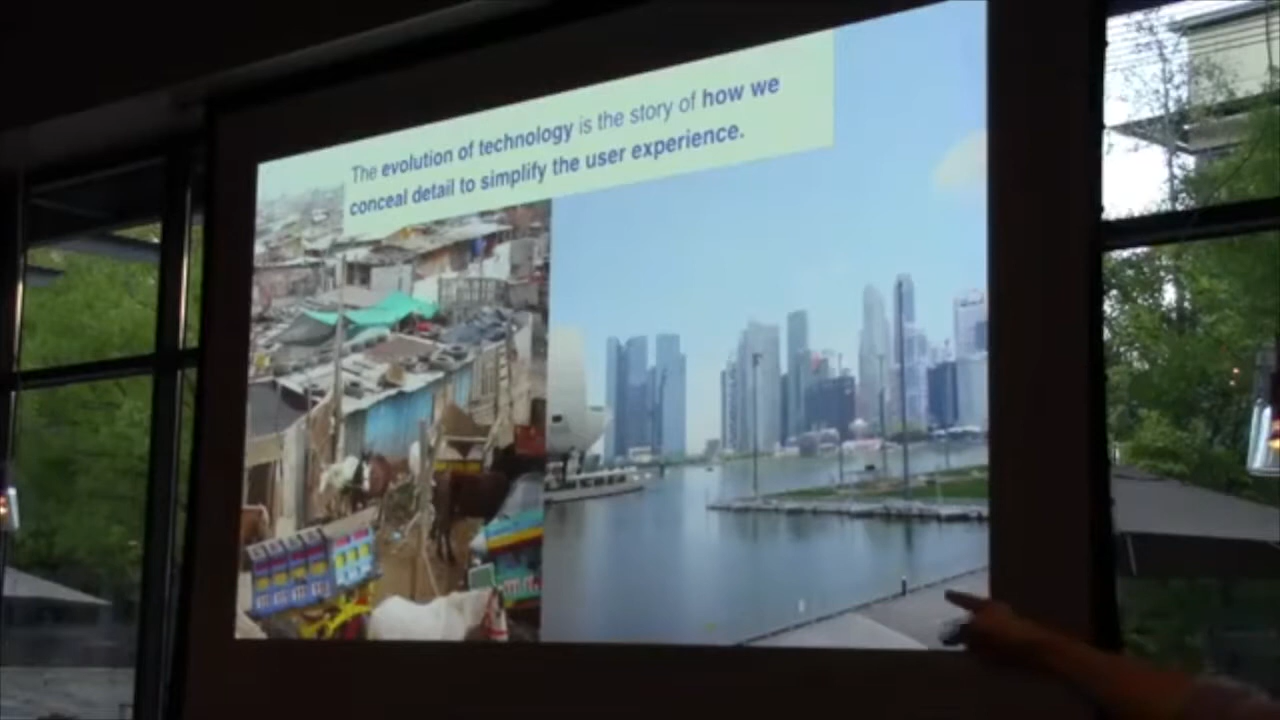 The evolution of technology is the story of how we
conceal detail to simplify the user experience.